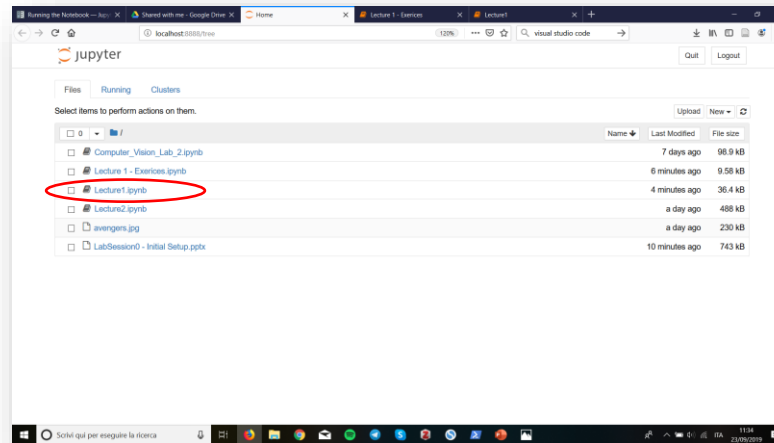 Running the Notebook — Jupy
Shared with me - Google Drive
Home
Lecture 1 - Exerices
Lecture1
localhost:8888/tree
120%
visual studio code
jupyter
Quit
Logout
Files
Running
Clusters
Select items to perform actions on them.
Upload
New
0
/
Name
Last Modified
File size
Computer_Vision_Lab_2.ipynb 7 days ago 98.9 kB
Lecture 1 - Exerices.ipynb 6 minutes ago 9.58 kB
Lecture1.ipynb 4 minutes ago 36.4 kB
Lecture2.ipynb a day ago 488 kB
avengers.jpg a day ago 230 kB
LabSession0 - Initial Setup.pptx 10 minutes ago 743 kB
Scrivi qui per eseguire la ricerca
ITA
11:34
23/09/2019